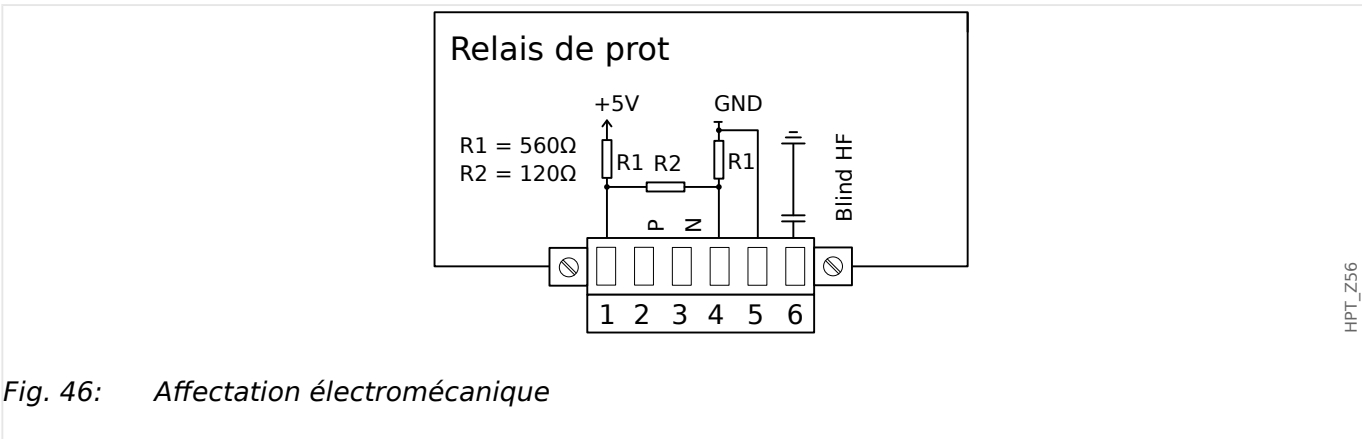 Relais de prot
+5V
GND
R1 = 560Ω
R2 = 120Ω
R1
R2
R1
Blind HF
P
N
1 2 3 4 5 6
HPT_Z56
Fig. 46: Affectation électromécanique